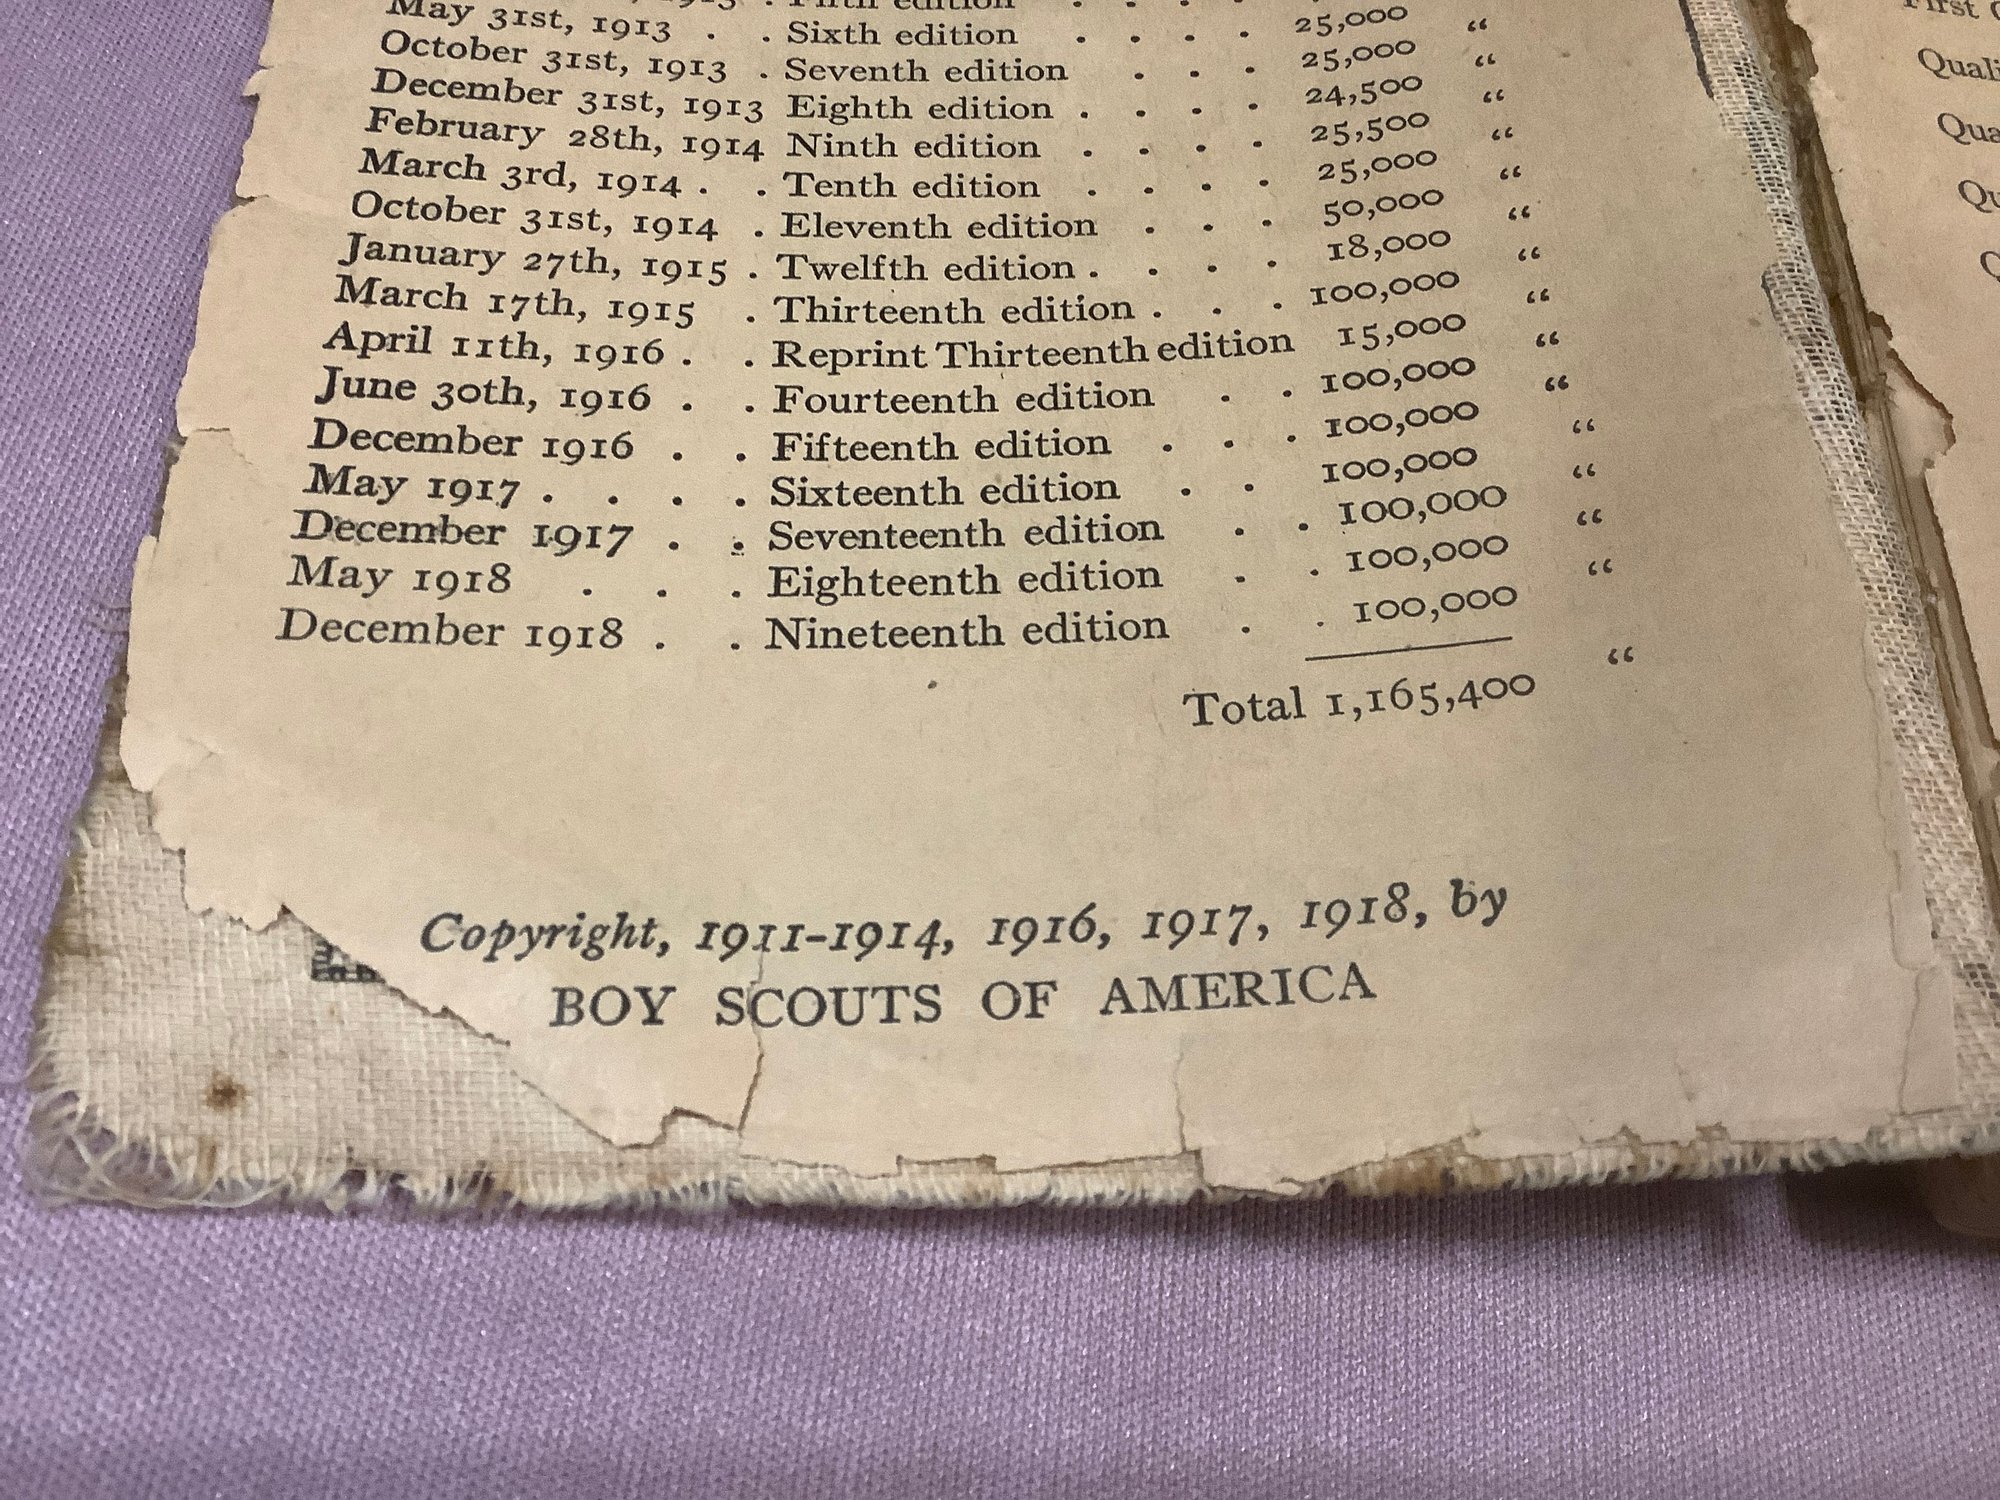 Fifth edition . . .
May 31st, 1913 . . Sixth edition . . . . 25,000 “
October 31st, 1913 . Seventh edition . . . 25,000 “
December 31st, 1913 Eighth edition . . . . 24,500 “
February 28th, 1914 Ninth edition . . . . 25,500 “
March 3rd, 1914 . . Tenth edition . . . . 25,000 “
October 31st, 1914 . Eleventh edition . . . 50,000 “
January 27th, 1915 . Twelfth edition . . . . 18,000 “
March 17th, 1915 . Thirteenth edition . . . 100,000 “
April 11th, 1916 . . Reprint Thirteenth edition 15,000 “
June 30th, 1916 . . Fourteenth edition . . 100,000 “
December 1916 . . Fifteenth edition . . . 100,000 “
May 1917 . . . . Sixteenth edition . . 100,000 “
December 1917 . . Seventeenth edition . . 100,000 “
May 1918 . . . Eighteenth edition . . 100,000 “
December 1918 . . Nineteenth edition . . 100,000
Total 1,165,400 “
Copyright, 1911-1914, 1916, 1917, 1918, by
BOY SCOUTS OF AMERICA
First